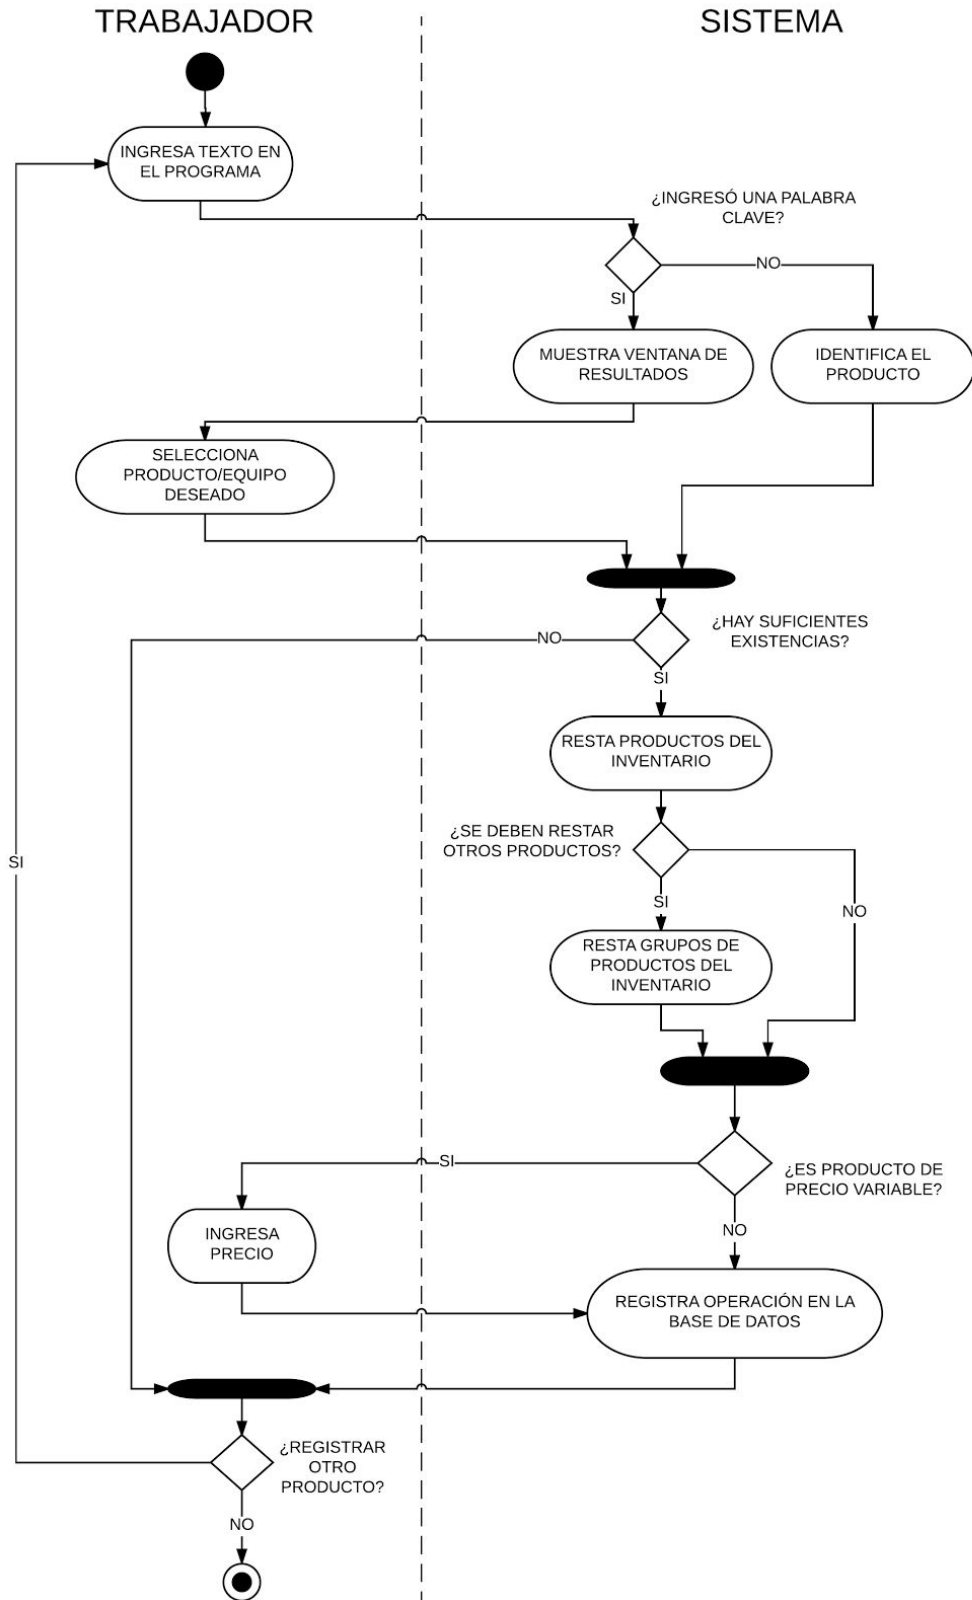 TRABAJADOR
SISTEMA
INGRESA TEXTO EN
EL PROGRAMA
¿INGRESÓ UNA PALABRA
CLAVE?
NO
SI
MUESTRA VENTANA DE
RESULTADOS
IDENTIFICA EL
PRODUCTO
SELECCIONA
PRODUCTO/EQUIPO
DESEADO
¿HAY SUFICIENTES
EXISTENCIAS?
NO
SI
RESTA PRODUCTOS DEL
INVENTARIO
¿SE DEBEN RESTAR
OTROS PRODUCTOS?
SI
SI
NO
RESTA GRUPOS DE
PRODUCTOS DEL
INVENTARIO
SI
¿ES PRODUCTO DE
PRECIO VARIABLE?
NO
INGRESA
PRECIO
REGISTRA OPERACIÓN EN LA
BASE DE DATOS
¿REGISTRAR
OTRO
PRODUCTO?
NO